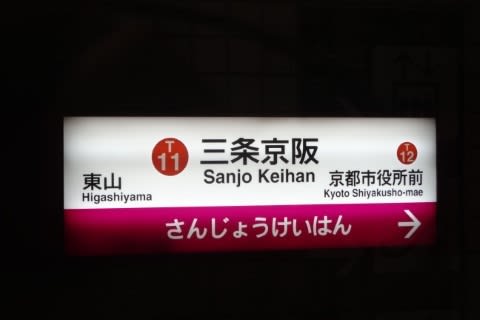 T
11
三条京阪
Sanjo Keihan
東山
Higashiyama
T
12
京都市役所前
Kyoto Shiyakusho-mae
さんじょうけいはん